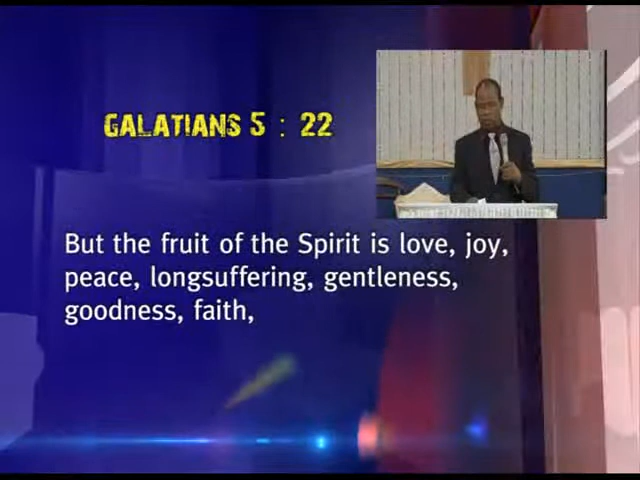 GALATIANS 5 : 22
But the fruit of the Spirit is love, joy,
peace, longsuffering, gentleness,
goodness, faith,